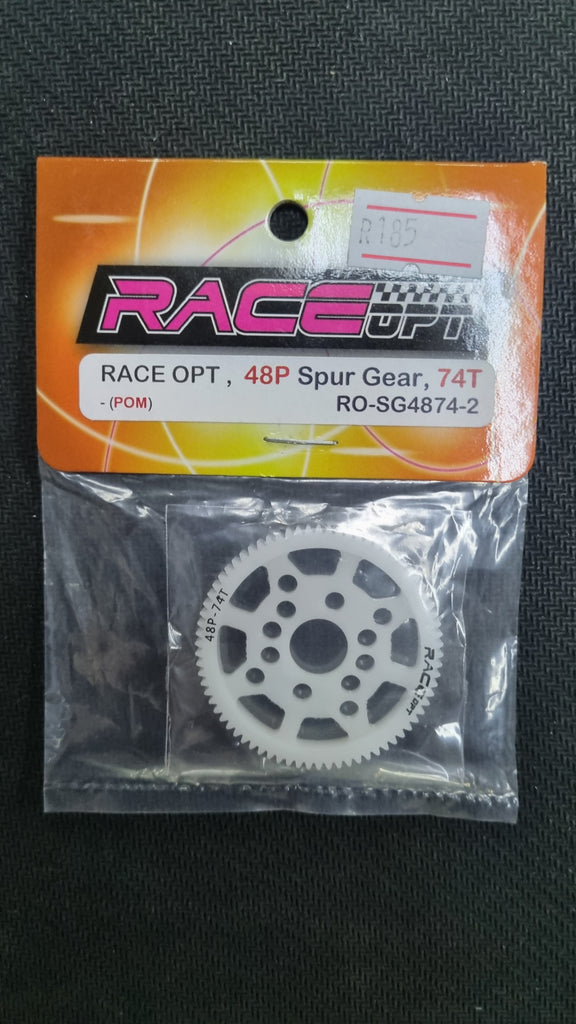 R185
RACE OPT
RACE OPT , 48P Spur Gear, 74T
- (POM) RO-SG4874-2
48P-74T
RACE OPT